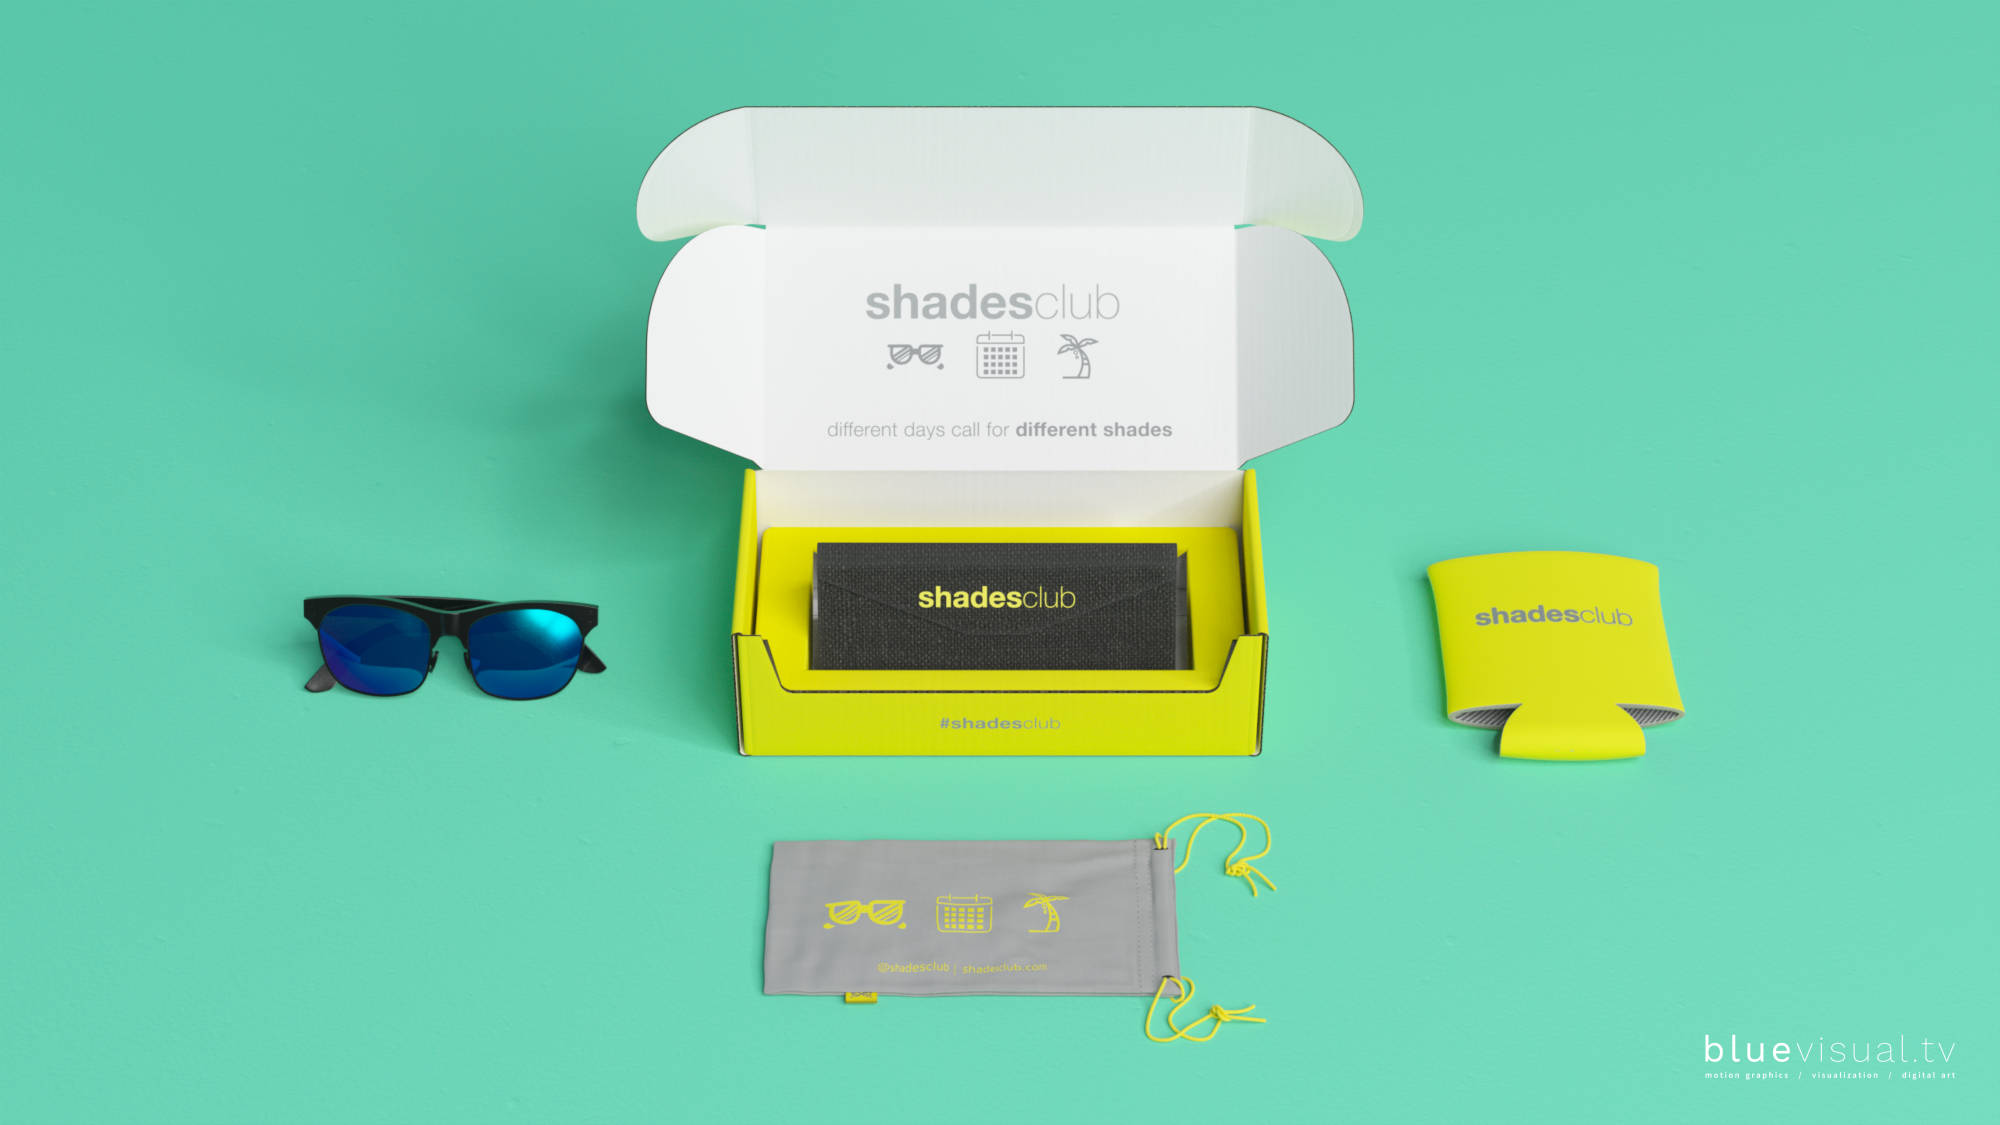 shadesclub
different days call for different shades
shadesclub
#shadesclub
shadesclub
@shadesclub | shadesclub.com
bluevisual.tv
motion graphics / visualization / digital art